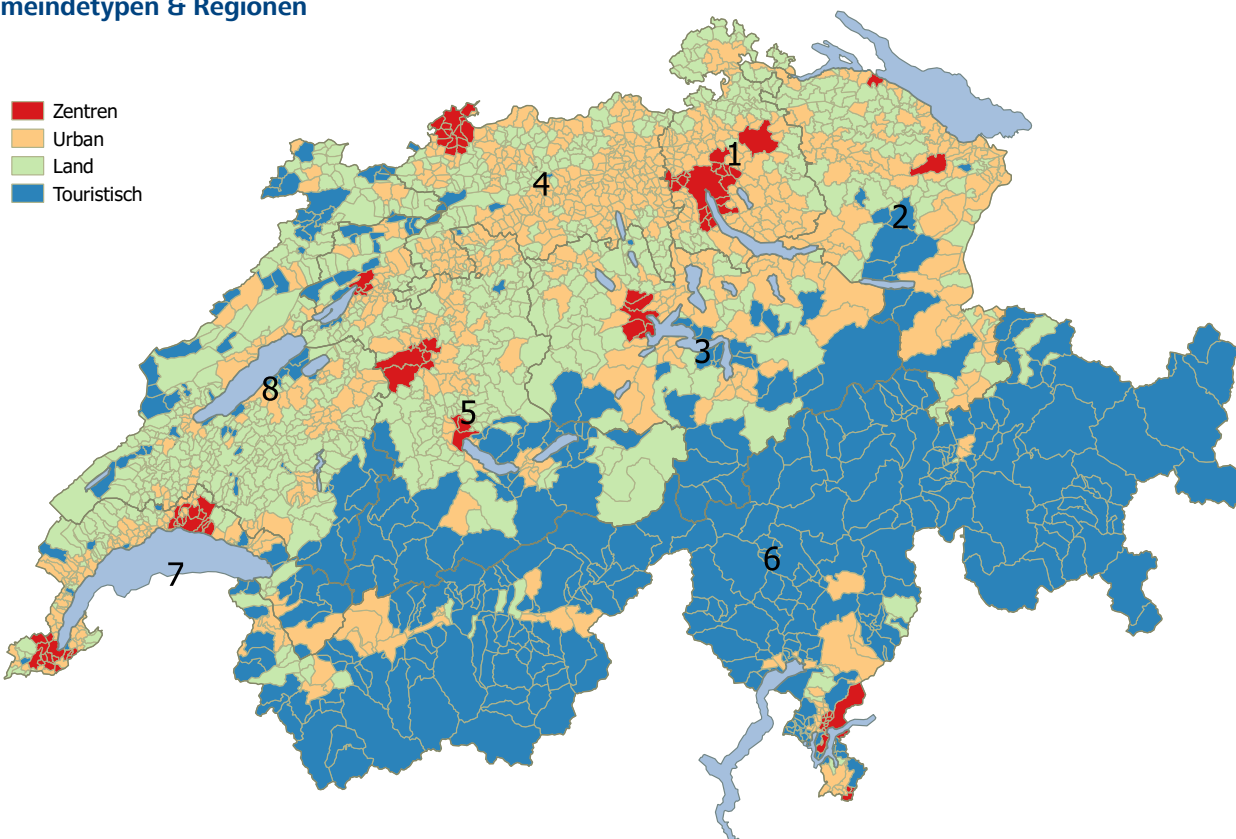 meindetypen & Regionen
Zentren
Urban
Land
Touristisch
1
4
2
3
8
5
6
7